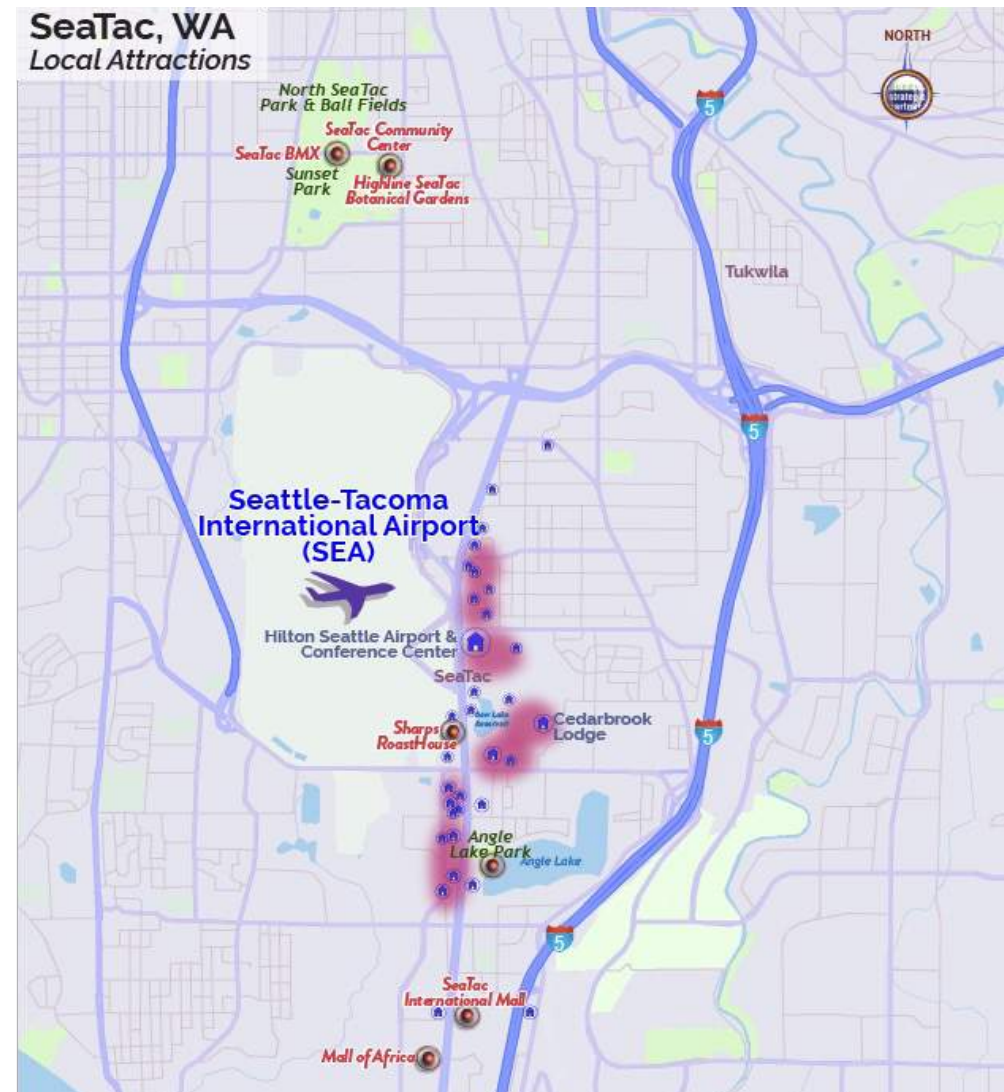 SeaTac, WA
Local Attractions
NORTH
North SeaTac
Park & Ball Fields
SeaTac Community
Center
SeaTac BMX
Sunset
Park
Highline SeaTac
Botanical Gardens
5
Tukwila
5
Seattle-Tacoma
International Airport
(SEA)
Hilton Seattle Airport &
Conference Center
SeaTac
Cedarbrook
Lodge
Sharps
RoastHouse
5
Angle
Lake Park
Angle Lake
5
SeaTac
International Mall
Mall of Africa